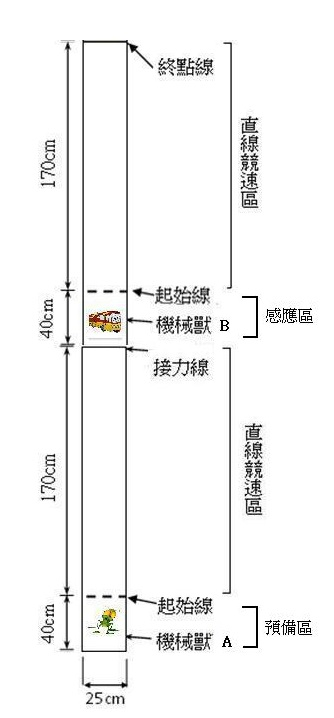 終點線
170cm
直線競速區
起始線
40cm
機械獸 B
感應區
接力線
170cm
直線競速區
起始線
40cm
機械獸 A
預備區
25cm